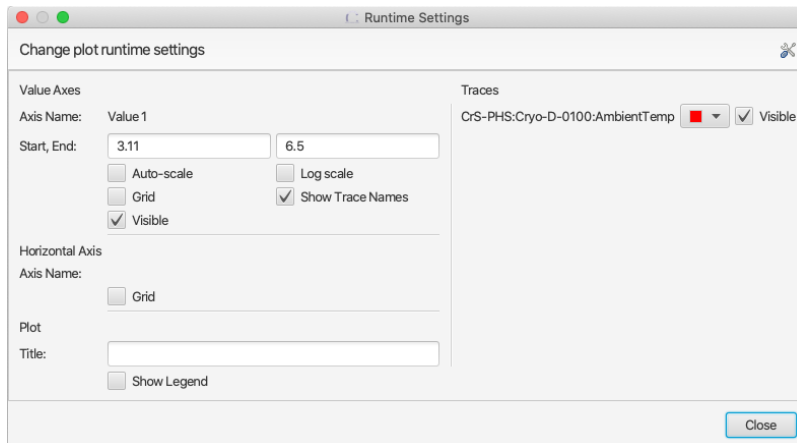 Runtime Settings
Change plot runtime settings
Value Axes
Axis Name: Value 1
Start, End: 3.11 6.5
Auto-scale Log scale
Grid Show Trace Names
Visible
Horizontal Axis
Axis Name:
Grid
Plot
Title:
Show Legend
Traces
CrS-PHS:Cryo-D-0100:AmbientTemp Visible
Close